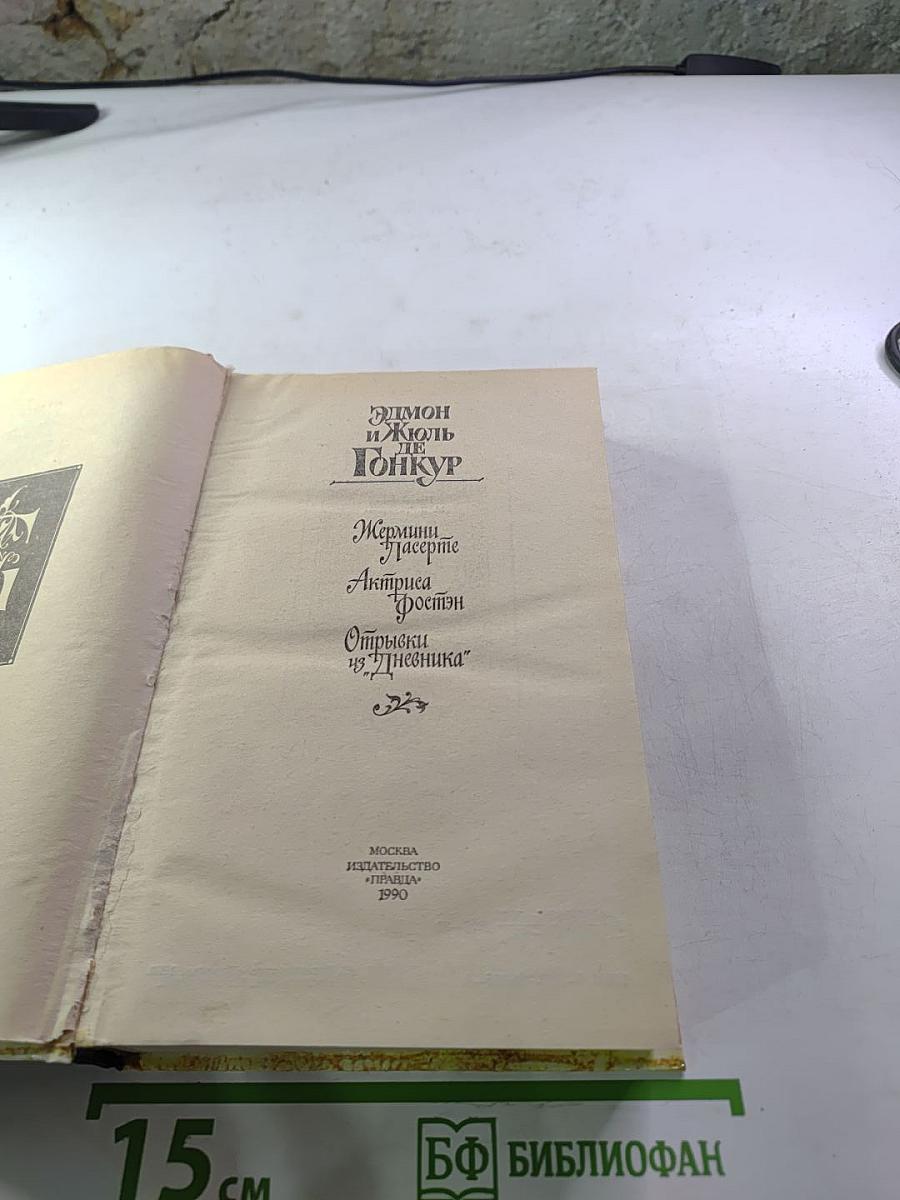 Эдмон
и Жюль
де
Гонкур
Жермини
Ласерте
Актриса
Фостэн
Отрывки
из „Дневника"
МОСКВА
ИЗДАТЕЛЬСТВО
«ПРАВДА»
1990
15 см
БФ БИБЛИОФАН